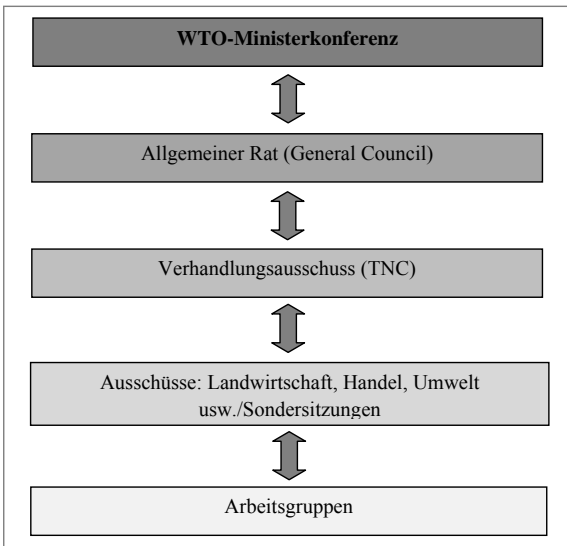 WTO-Ministerkonferenz
Allgemeiner Rat (General Council)
Verhandlungsausschuss (TNC)
Ausschüsse: Landwirtschaft, Handel, Umwelt
usw./Sondersitzungen
Arbeitsgruppen